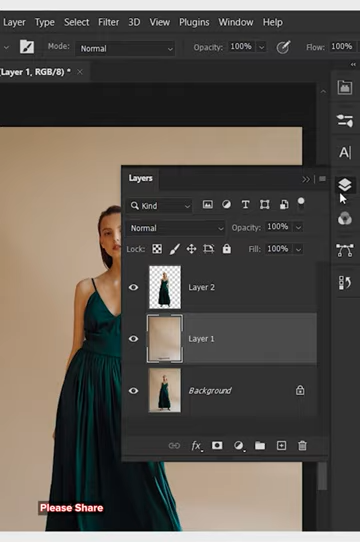 Layer Type Select Filter 3D View Plugins Window Help
Mode: Normal Opacity: 100% Flow: 100%
(Layer 1, RGB/8) *
Layers
Kind
Normal Opacity: 100%
Lock: Fill: 100%
Layer 2
Layer 1
Background
fx
Please Share